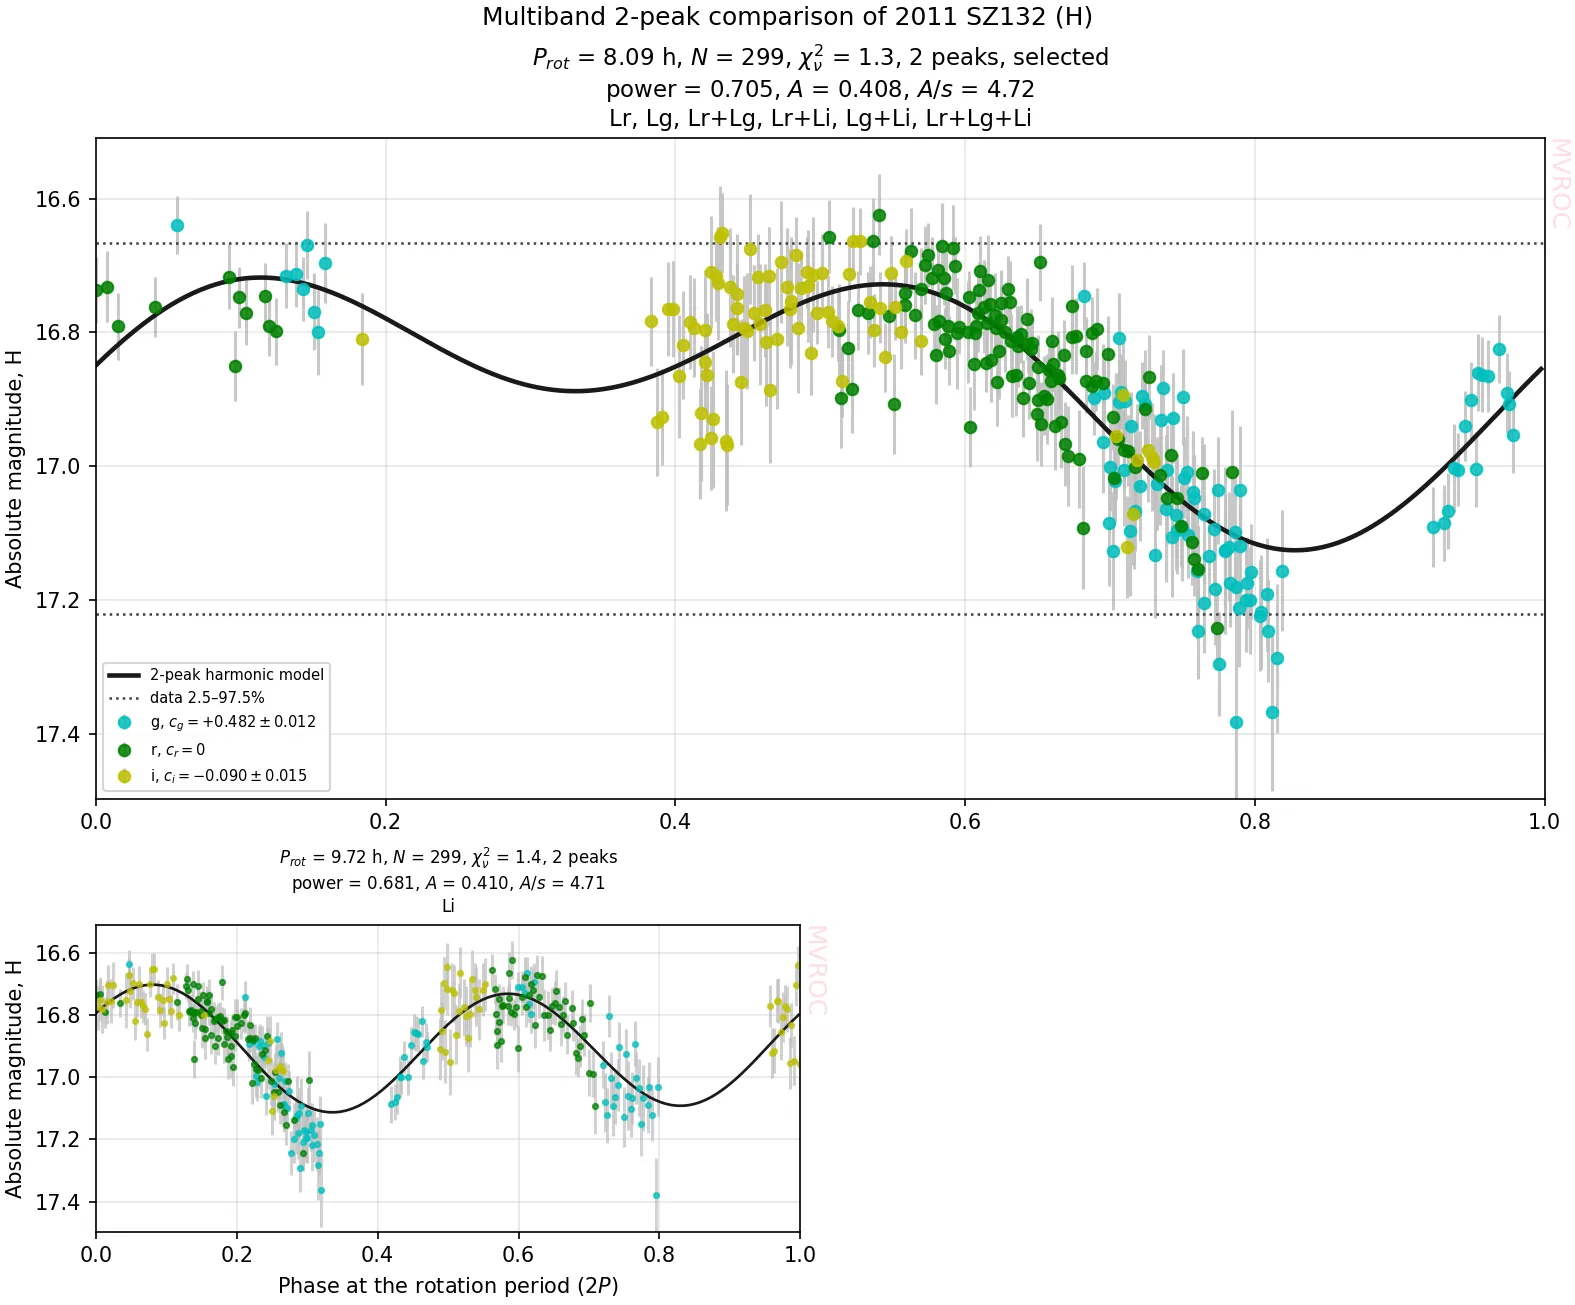 Multiband 2-peak comparison of 2011 SZ132 (H)
P_rot = 8.09 h, N = 299, χ²_ν = 1.3, 2 peaks, selected
power = 0.705, A = 0.408, A/s = 4.72
Lr, Lg, Lr+Lg, Lr+Li, Lg+Li, Lr+Lg+Li
MVROC
Absolute magnitude, H
16.6
16.8
17.0
17.2
17.4
2-peak harmonic model
data 2.5–97.5%
g, c_g = +0.482 ± 0.012
r, c_r = 0
i, c_i = −0.090 ± 0.015
0.0 0.2 0.4 0.6 0.8 1.0
P_rot = 9.72 h, N = 299, χ²_ν = 1.4, 2 peaks
power = 0.681, A = 0.410, A/s = 4.71
Li
MVROC
Absolute magnitude, H
16.6
16.8
17.0
17.2
17.4
0.0 0.2 0.4 0.6 0.8 1.0
Phase at the rotation period (2P)